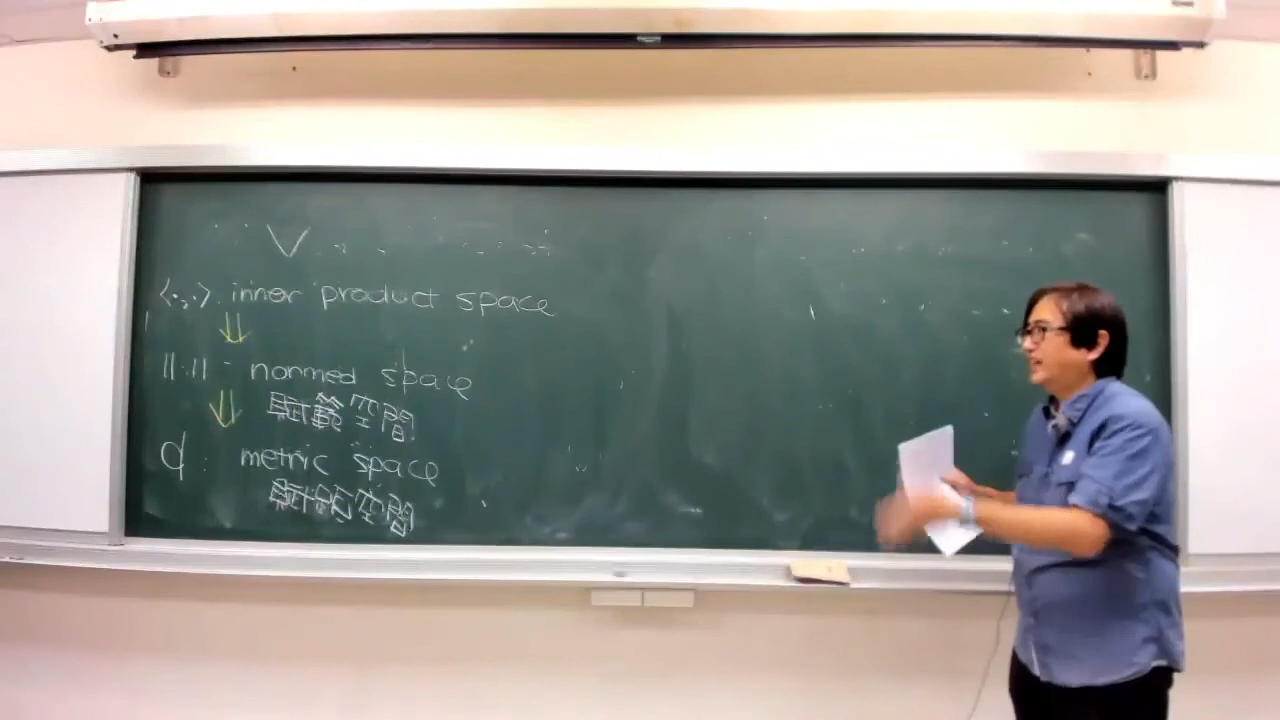 V
⟨·,·⟩ inner product space
⇓
||·|| - normed space
賦範空間
⇓
d : metric space
賦距空間